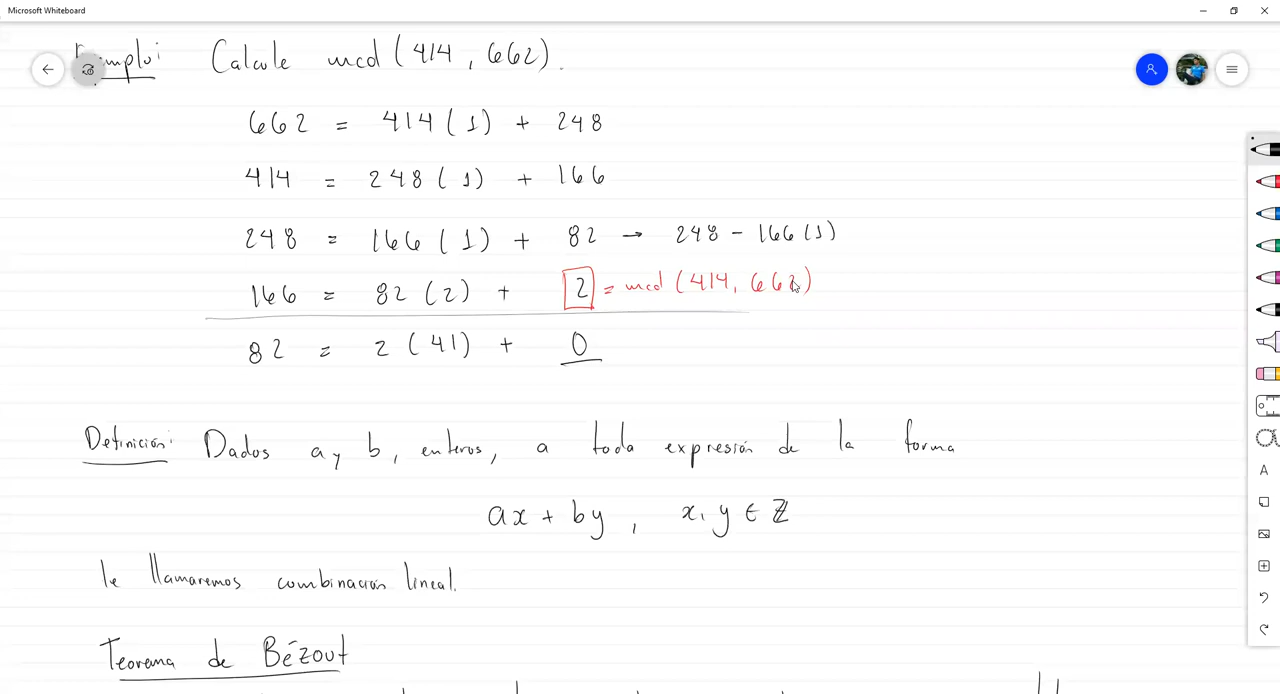 Microsoft Whiteboard
Ejemplo: Calcule mcd (414, 662).
662 = 414(1) + 248
414 = 248(1) + 166
248 = 166(1) + 82 → 248 - 166(1)
166 = 82(2) + 2 = mcd (414, 662)
82 = 2(41) + 0
Definición: Dados a y b, enteros, a toda expresión de la forma
ax + by, x, y ∈ ℤ
le llamaremos combinación lineal.
Teorema de Bézout